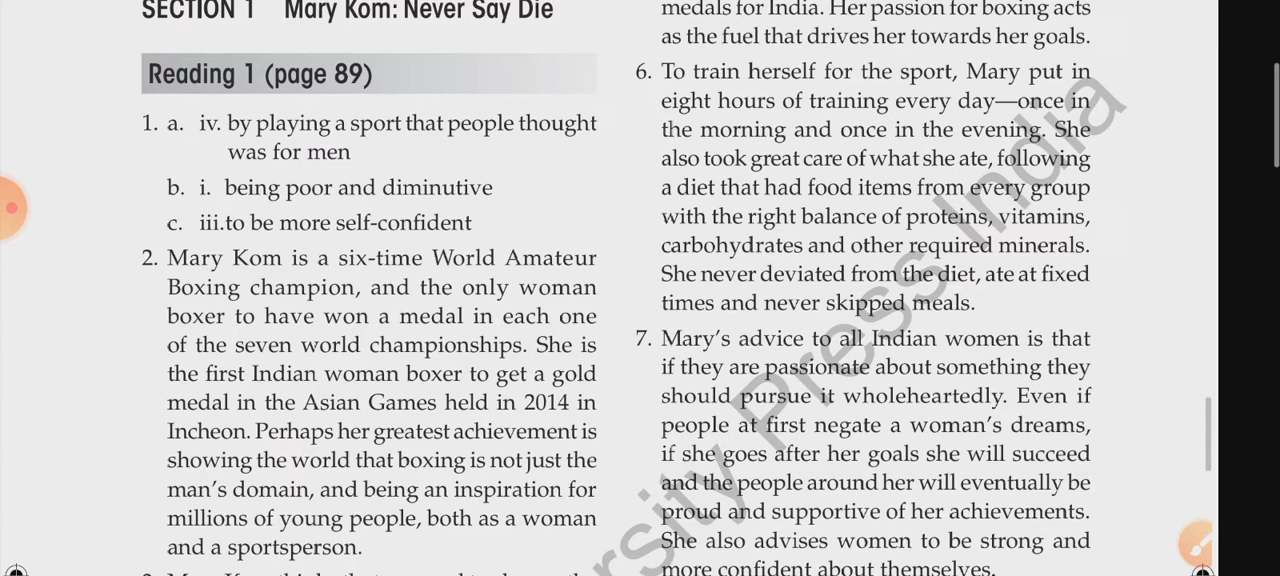 SECTION 1 Mary Kom: Never Say Die
Reading 1 (page 89)
1. a. iv. by playing a sport that people thought
was for men
b. i. being poor and diminutive
c. iii.to be more self-confident
2. Mary Kom is a six-time World Amateur
Boxing champion, and the only woman
boxer to have won a medal in each one
of the seven world championships. She is
the first Indian woman boxer to get a gold
medal in the Asian Games held in 2014 in
Incheon. Perhaps her greatest achievement is
showing the world that boxing is not just the
man's domain, and being an inspiration for
millions of young people, both as a woman
and a sportsperson.
medals for India. Her passion for boxing acts
as the fuel that drives her towards her goals.
6. To train herself for the sport, Mary put in
eight hours of training every day—once in
the morning and once in the evening. She
also took great care of what she ate, following
a diet that had food items from every group
with the right balance of proteins, vitamins,
carbohydrates and other required minerals.
She never deviated from the diet, ate at fixed
times and never skipped meals.
7. Mary's advice to all Indian women is that
if they are passionate about something they
should pursue it wholeheartedly. Even if
people at first negate a woman's dreams,
if she goes after her goals she will succeed
and the people around her will eventually be
proud and supportive of her achievements.
She also advises women to be strong and
more confident about themselves.
ersity Press India